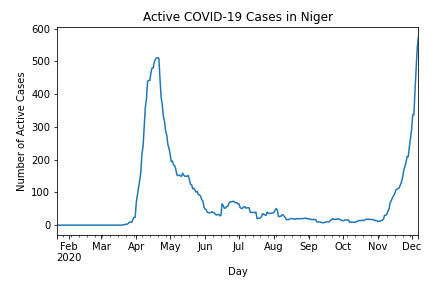 Active COVID-19 Cases in Niger
600
500
400
300
200
100
0
Number of Active Cases
Feb Mar Apr May Jun Jul Aug Sep Oct Nov Dec
2020
Day